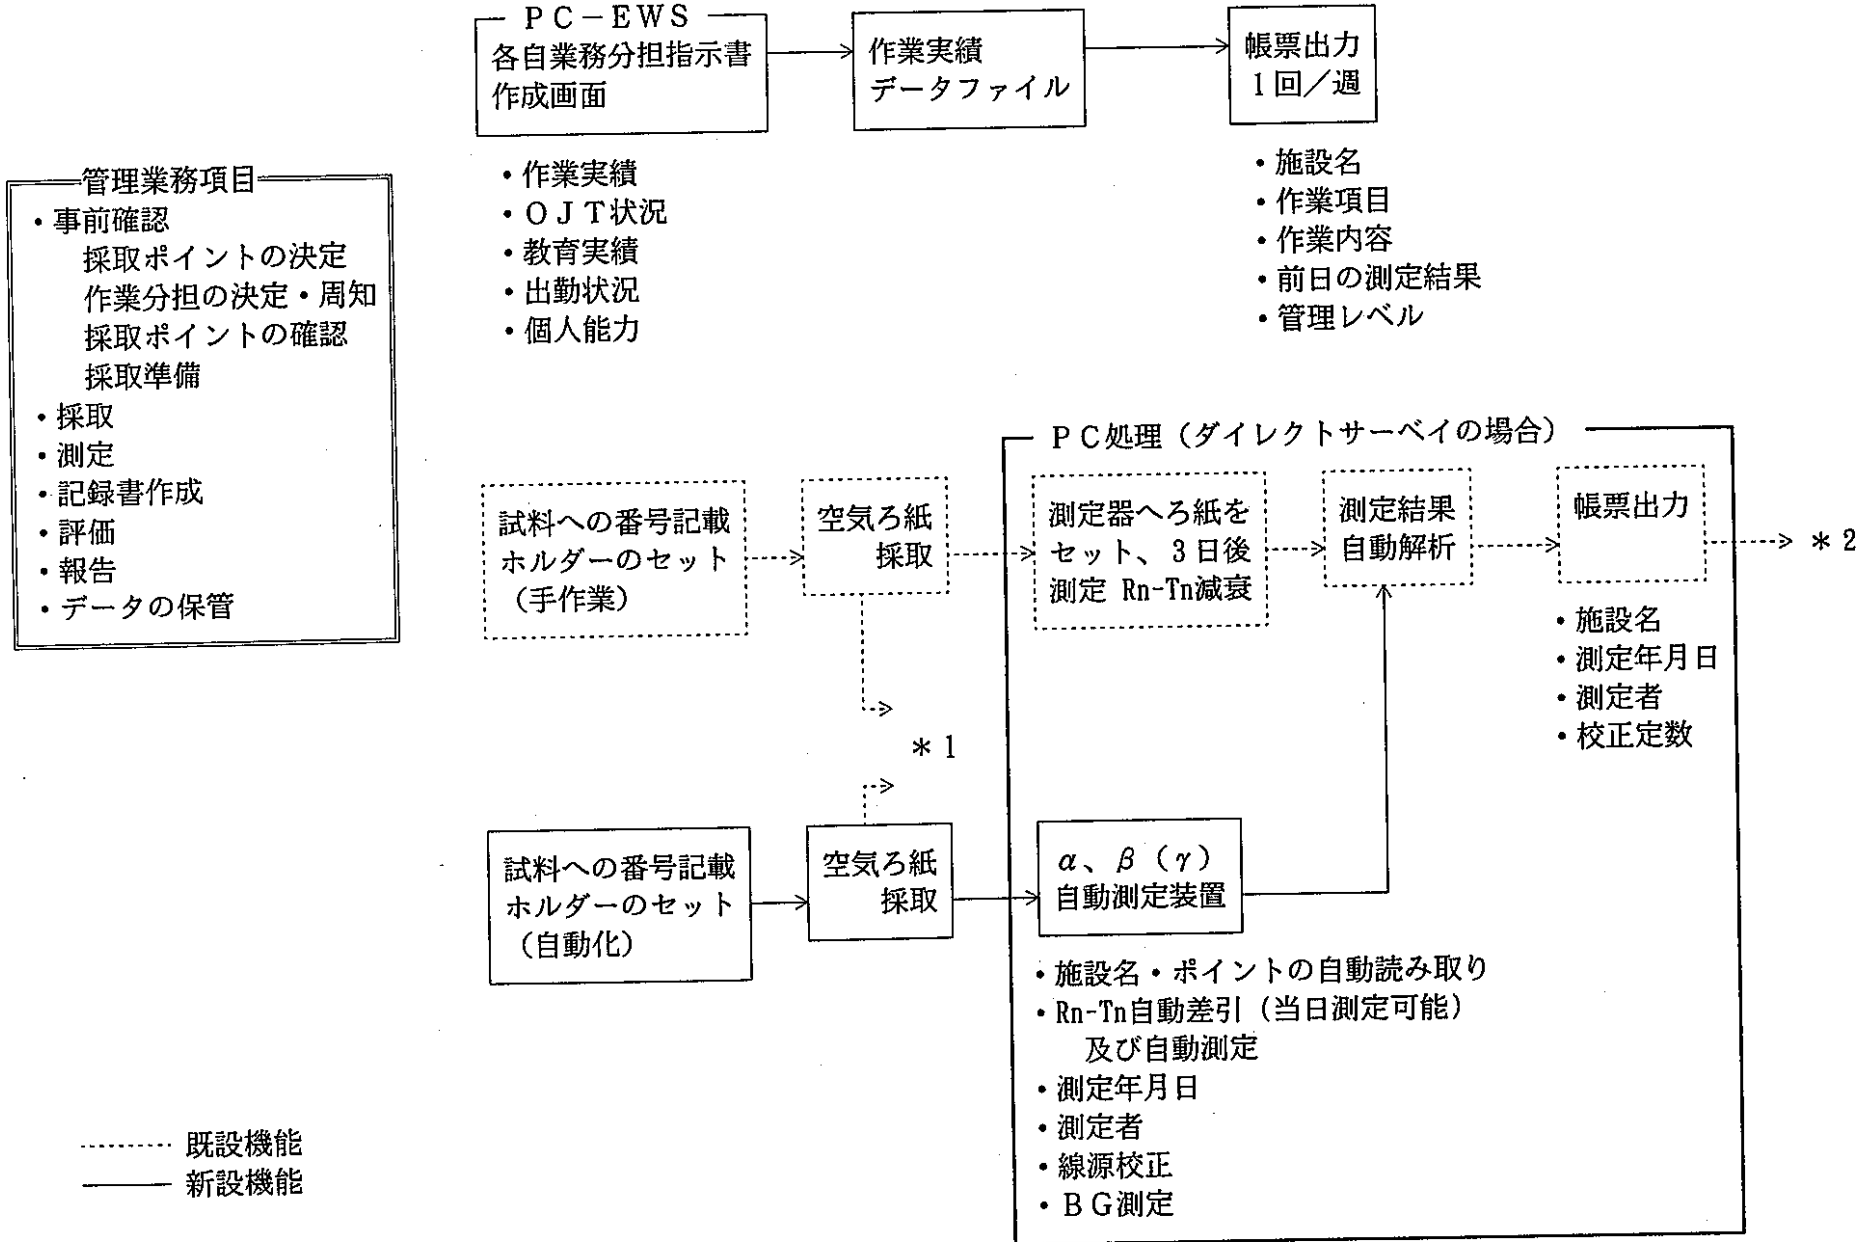 ＰＣ－ＥＷＳ
各自業務分担指示書
作成画面
作業実績
データファイル
帳票出力
１回／週
・作業実績
・ＯＪＴ状況
・教育実績
・出勤状況
・個人能力
・施設名
・作業項目
・作業内容
・前日の測定結果
・管理レベル
管理業務項目
・事前確認
採取ポイントの決定
作業分担の決定・周知
採取ポイントの確認
採取準備
・採取
・測定
・記録書作成
・評価
・報告
・データの保管
ＰＣ処理（ダイレクトサーベイの場合）
試料への番号記載
ホルダーのセット
（手作業）
空気ろ紙
採取
測定器へろ紙を
セット、３日後
測定 Rn-Tn減衰
測定結果
自動解析
帳票出力
＊２
・施設名
・測定年月日
・測定者
・校正定数
＊１
試料への番号記載
ホルダーのセット
（自動化）
空気ろ紙
採取
α、β（γ）
自動測定装置
・施設名・ポイントの自動読み取り
・Rn-Tn自動差引（当日測定可能）
及び自動測定
・測定年月日
・測定者
・線源校正
・ＢＧ測定
既設機能
新設機能